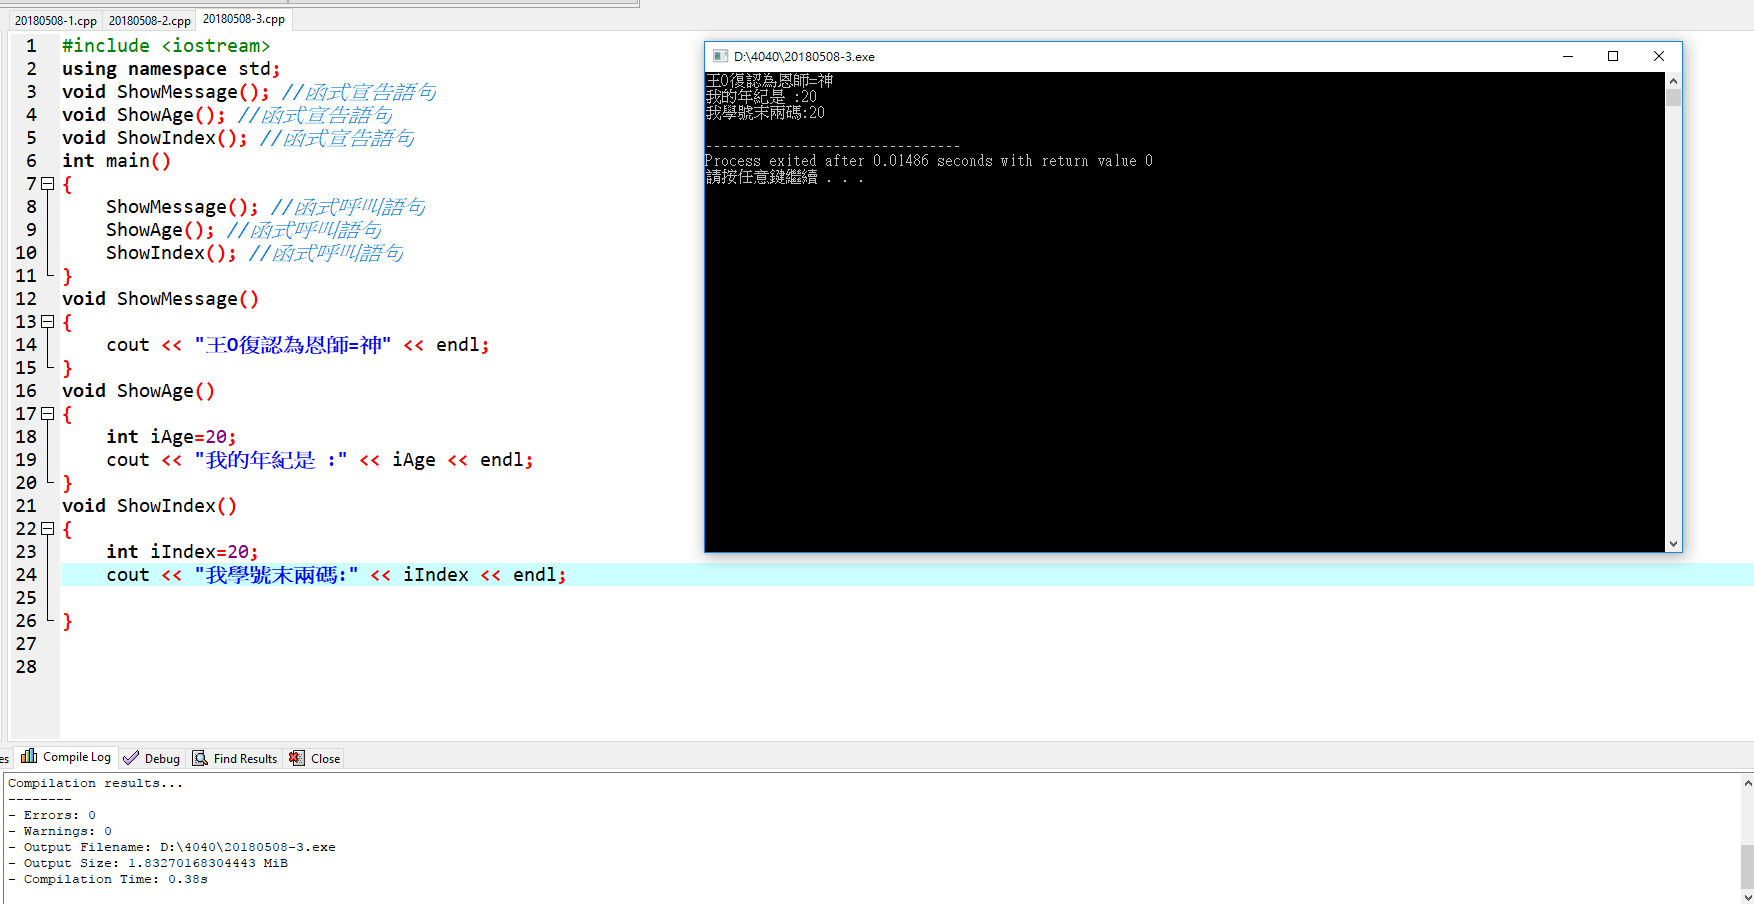 20180508-1.cpp 20180508-2.cpp 20180508-3.cpp
1 #include <iostream>
2 using namespace std;
3 void ShowMessage(); //函式宣告語句
4 void ShowAge(); //函式宣告語句
5 void ShowIndex(); //函式宣告語句
6 int main()
7 {
8 ShowMessage(); //函式呼叫語句
9 ShowAge(); //函式呼叫語句
10 ShowIndex(); //函式呼叫語句
11 }
12 void ShowMessage()
13 {
14 cout << "王O復認為恩師=神" << endl;
15 }
16 void ShowAge()
17 {
18 int iAge=20;
19 cout << "我的年紀是 :" << iAge << endl;
20 }
21 void ShowIndex()
22 {
23 int iIndex=20;
24 cout << "我學號末兩碼:" << iIndex << endl;
25
26 }
27
28
D:\4040\20180508-3.exe
王O復認為恩師=神
我的年紀是 :20
我學號末兩碼:20
--------------------------------
Process exited after 0.01486 seconds with return value 0
請按任意鍵繼續 . . .
es Compile Log Debug Find Results Close
Compilation results...
--------
- Errors: 0
- Warnings: 0
- Output Filename: D:\4040\20180508-3.exe
- Output Size: 1.83270168304443 MiB
- Compilation Time: 0.38s